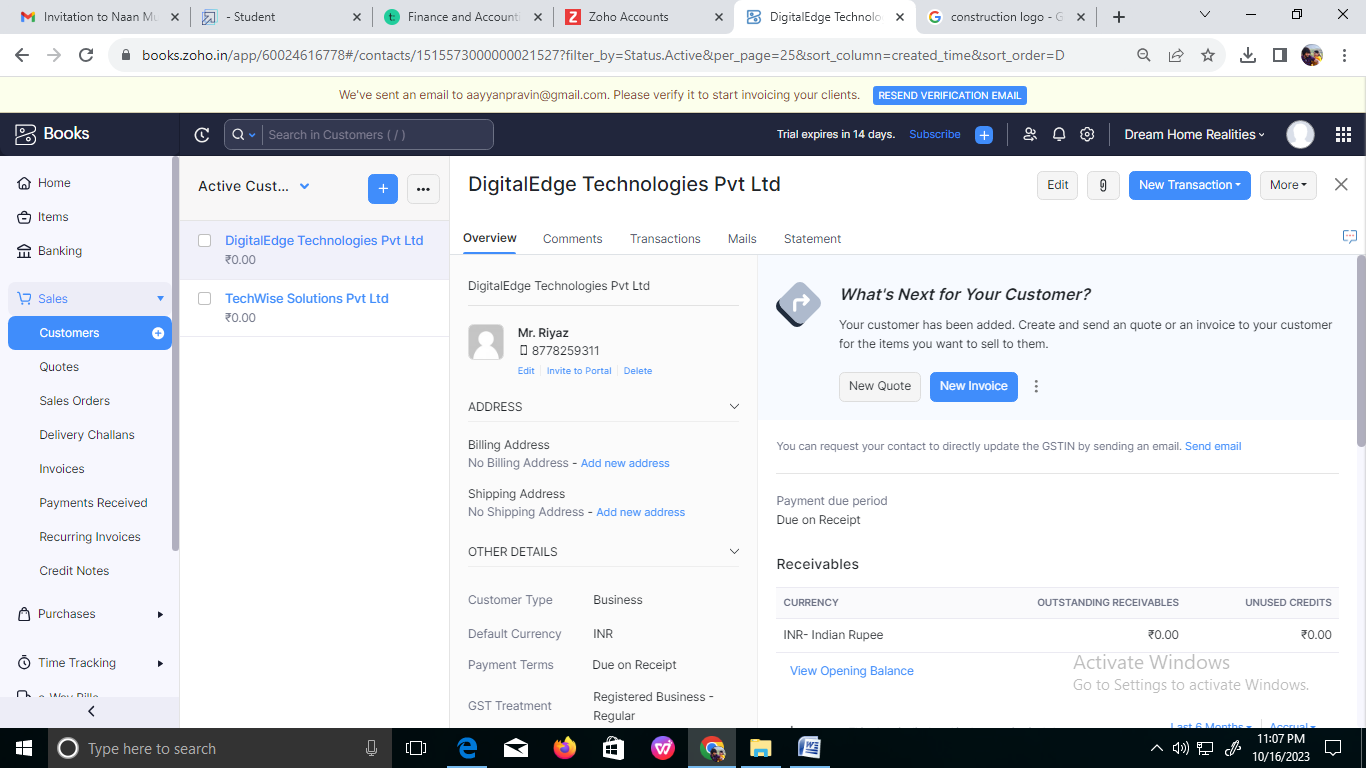 Invitation to Naan Mu
- Student
Finance and Account
Zoho Accounts
DigitalEdge Technolo
construction logo - G
books.zoho.in/app/60024616778#/contacts/1515573000000021527?filter_by=Status.Active&per_page=25&sort_column=created_time&sort_order=D
We've sent an email to aayyanpravin@gmail.com. Please verify it to start invoicing your clients.
RESEND VERIFICATION EMAIL
Books
Search in Customers ( / )
Trial expires in 14 days.
Subscribe
Dream Home Realities
Home
Items
Banking
Sales
Customers
Quotes
Sales Orders
Delivery Challans
Invoices
Payments Received
Recurring Invoices
Credit Notes
Purchases
Time Tracking
e-Way Bills
Active Cust...
DigitalEdge Technologies Pvt Ltd
₹0.00
TechWise Solutions Pvt Ltd
₹0.00
DigitalEdge Technologies Pvt Ltd
Edit
New Transaction
More
Overview
Comments
Transactions
Mails
Statement
DigitalEdge Technologies Pvt Ltd
Mr. Riyaz
8778259311
Edit
Invite to Portal
Delete
ADDRESS
Billing Address
No Billing Address - Add new address
Shipping Address
No Shipping Address - Add new address
OTHER DETAILS
Customer Type Business
Default Currency INR
Payment Terms Due on Receipt
GST Treatment Registered Business -
Regular
What's Next for Your Customer?
Your customer has been added. Create and send an quote or an invoice to your customer
for the items you want to sell to them.
New Quote
New Invoice
You can request your contact to directly update the GSTIN by sending an email. Send email
Payment due period
Due on Receipt
Receivables
CURRENCY OUTSTANDING RECEIVABLES UNUSED CREDITS
INR- Indian Rupee ₹0.00 ₹0.00
View Opening Balance
Activate Windows
Go to Settings to activate Windows.
Last 6 Months
Accrual
Type here to search
11:07 PM
10/16/2023